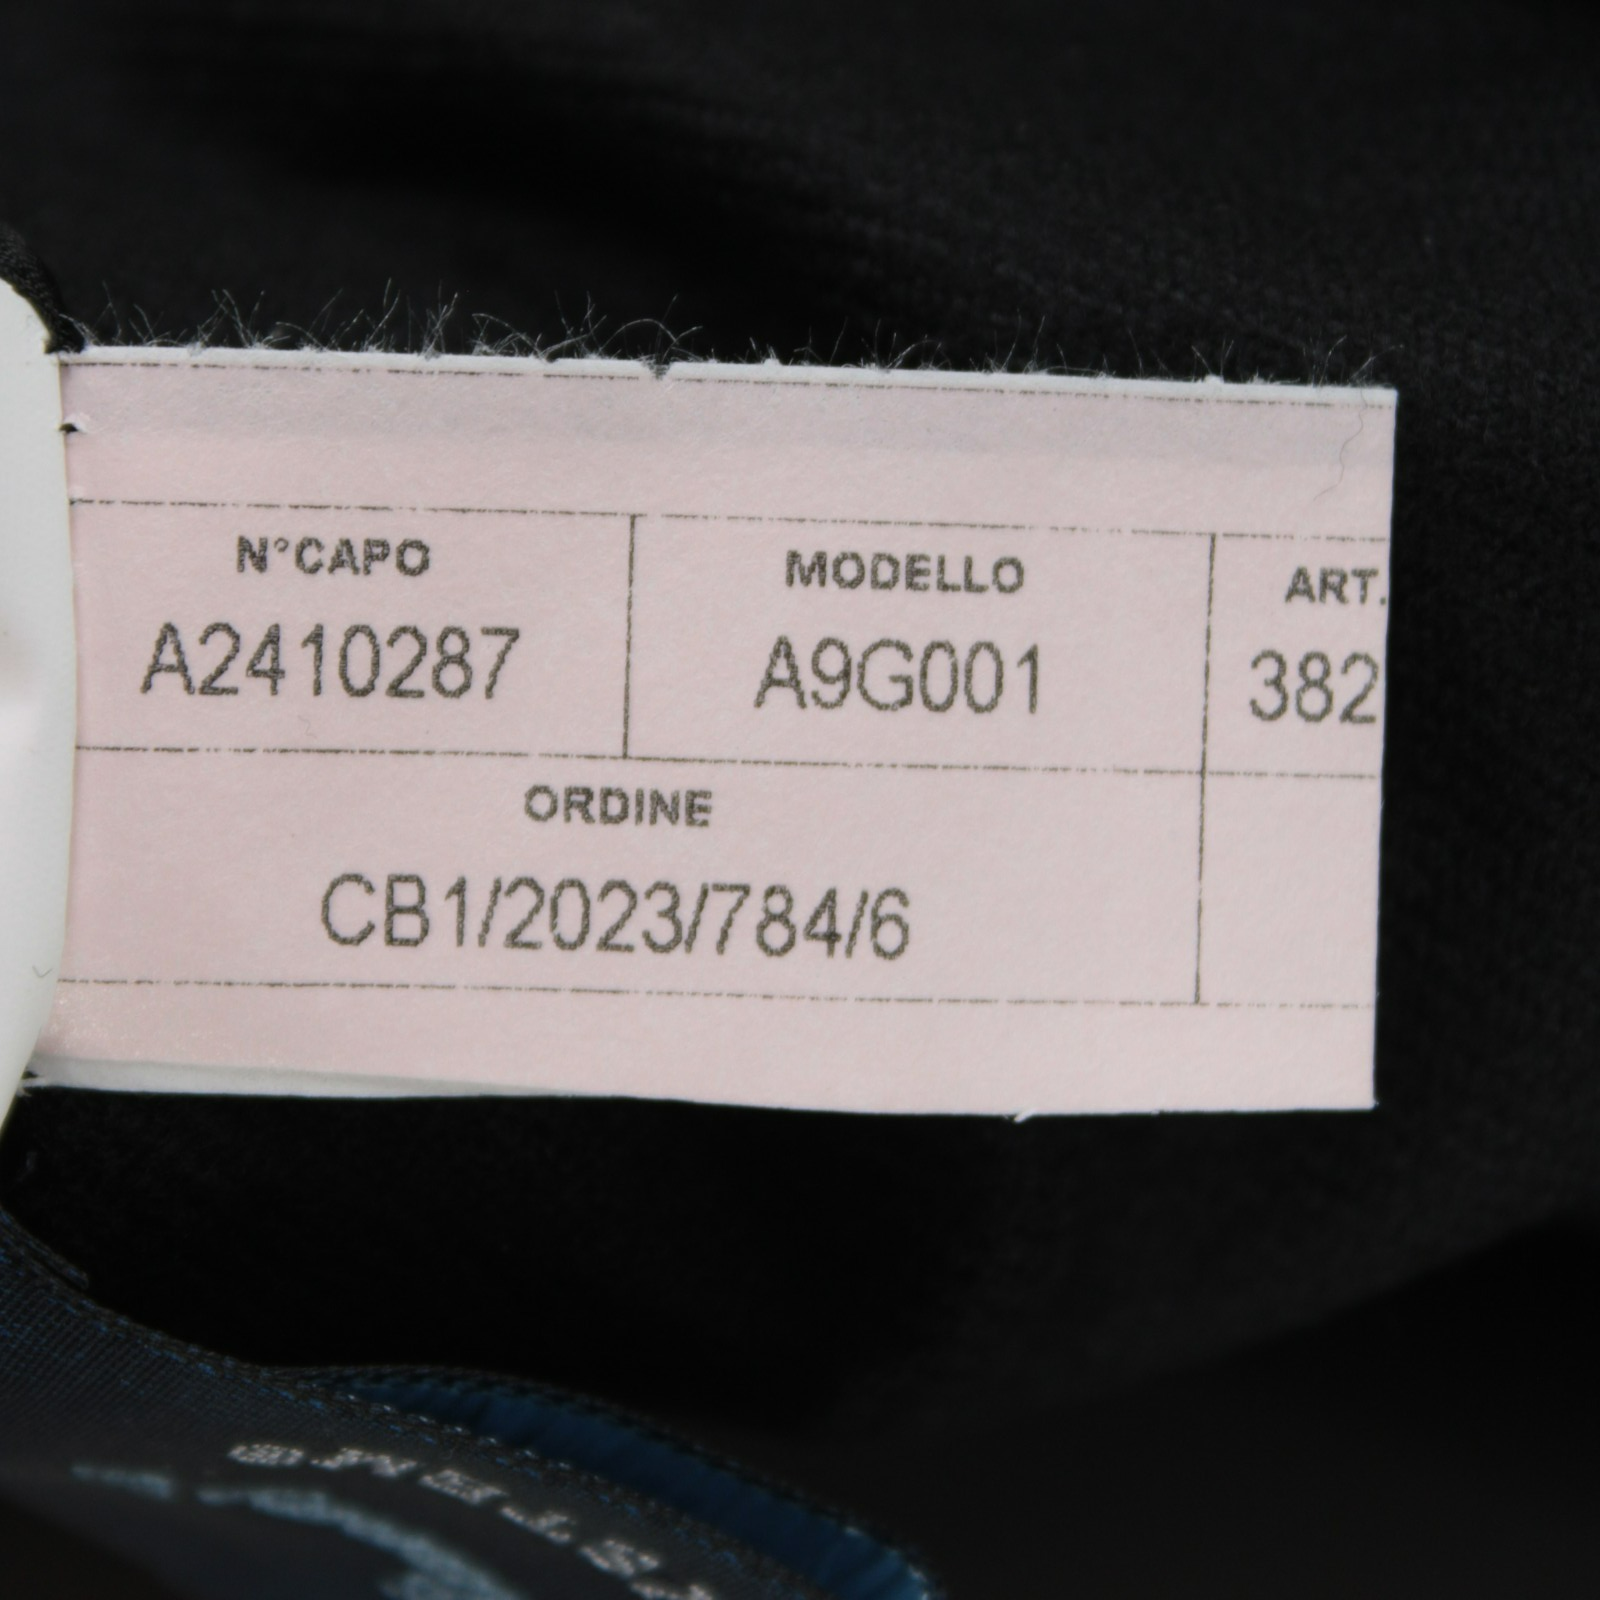 N°CAPO MODELLO ART.
A2410287 A9G001 382
ORDINE
CB1/2023/784/6